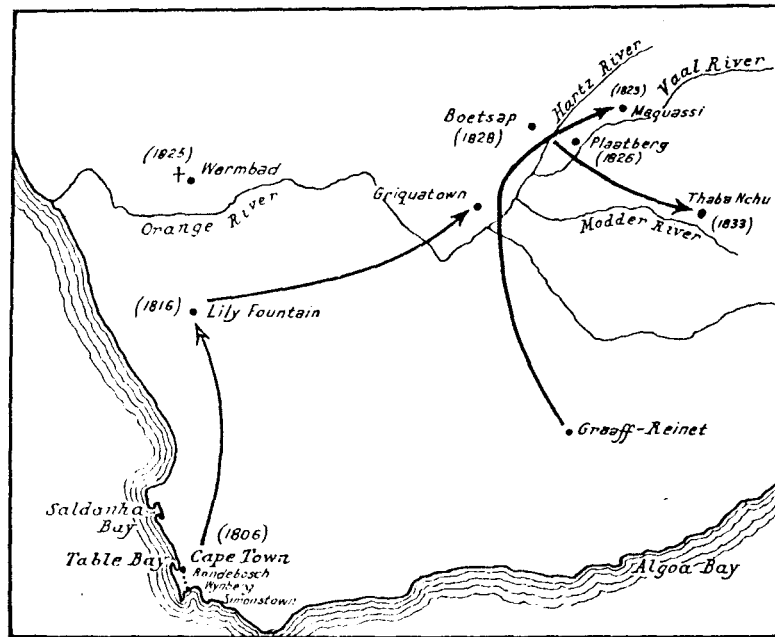 Hartz River
Vaal River
(1823)
Maquassi
Boetsap
(1828)
Plaatberg
(1826)
(1825)
Warmbad
Griquatown
Thaba Nchu
(1833)
Orange River
Modder River
(1816)
Lily Fountain
Graaff-Reinet
Saldanha
Bay
(1806)
Table Bay
Cape Town
Rondebosch
Wynberg
Simonstown
Algoa Bay